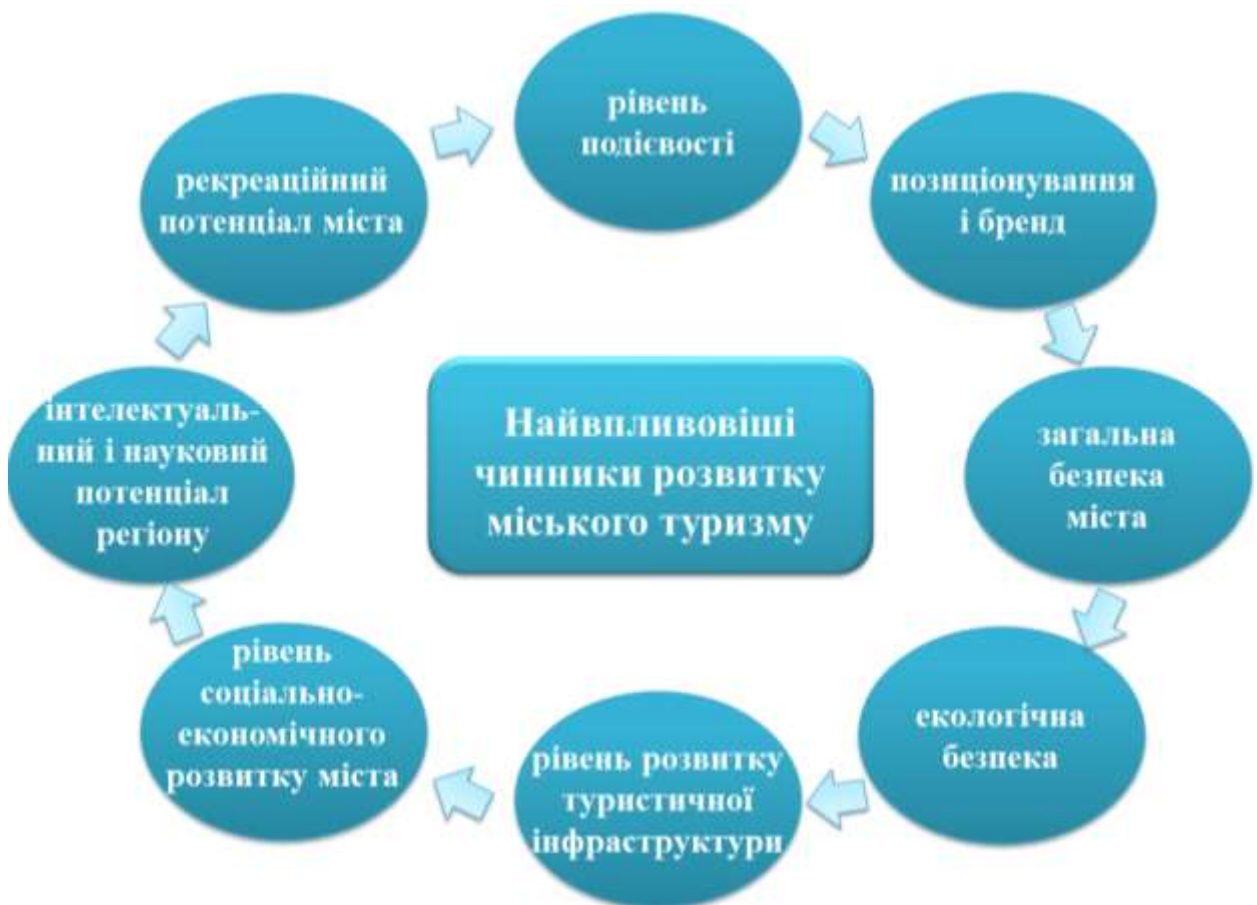 рівень
подієвості
позиціонування
і бренд
загальна
безпека
міста
екологічна
безпека
рівень розвитку
туристичної
інфраструктури
рівень
соціально-
економічного
розвитку міста
інтелектуаль-
ний і науковий
потенціал
регіону
рекреаційний
потенціал міста
Найвпливовіші
чинники розвитку
міського туризму